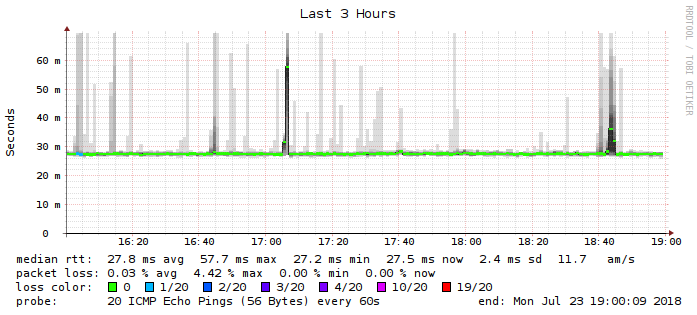 Last 3 Hours
RRDTOOL / TOBI OETIKER
Seconds
60 m
50 m
40 m
30 m
20 m
10 m
0
16:20 16:40 17:00 17:20 17:40 18:00 18:20 18:40 19:00
median rtt: 27.8 ms avg 57.7 ms max 27.2 ms min 27.5 ms now 2.4 ms sd 11.7 am/s
packet loss: 0.03 % avg 4.42 % max 0.00 % min 0.00 % now
loss color: 0 1/20 2/20 3/20 4/20 10/20 19/20
probe: 20 ICMP Echo Pings (56 Bytes) every 60s end: Mon Jul 23 19:00:09 2018